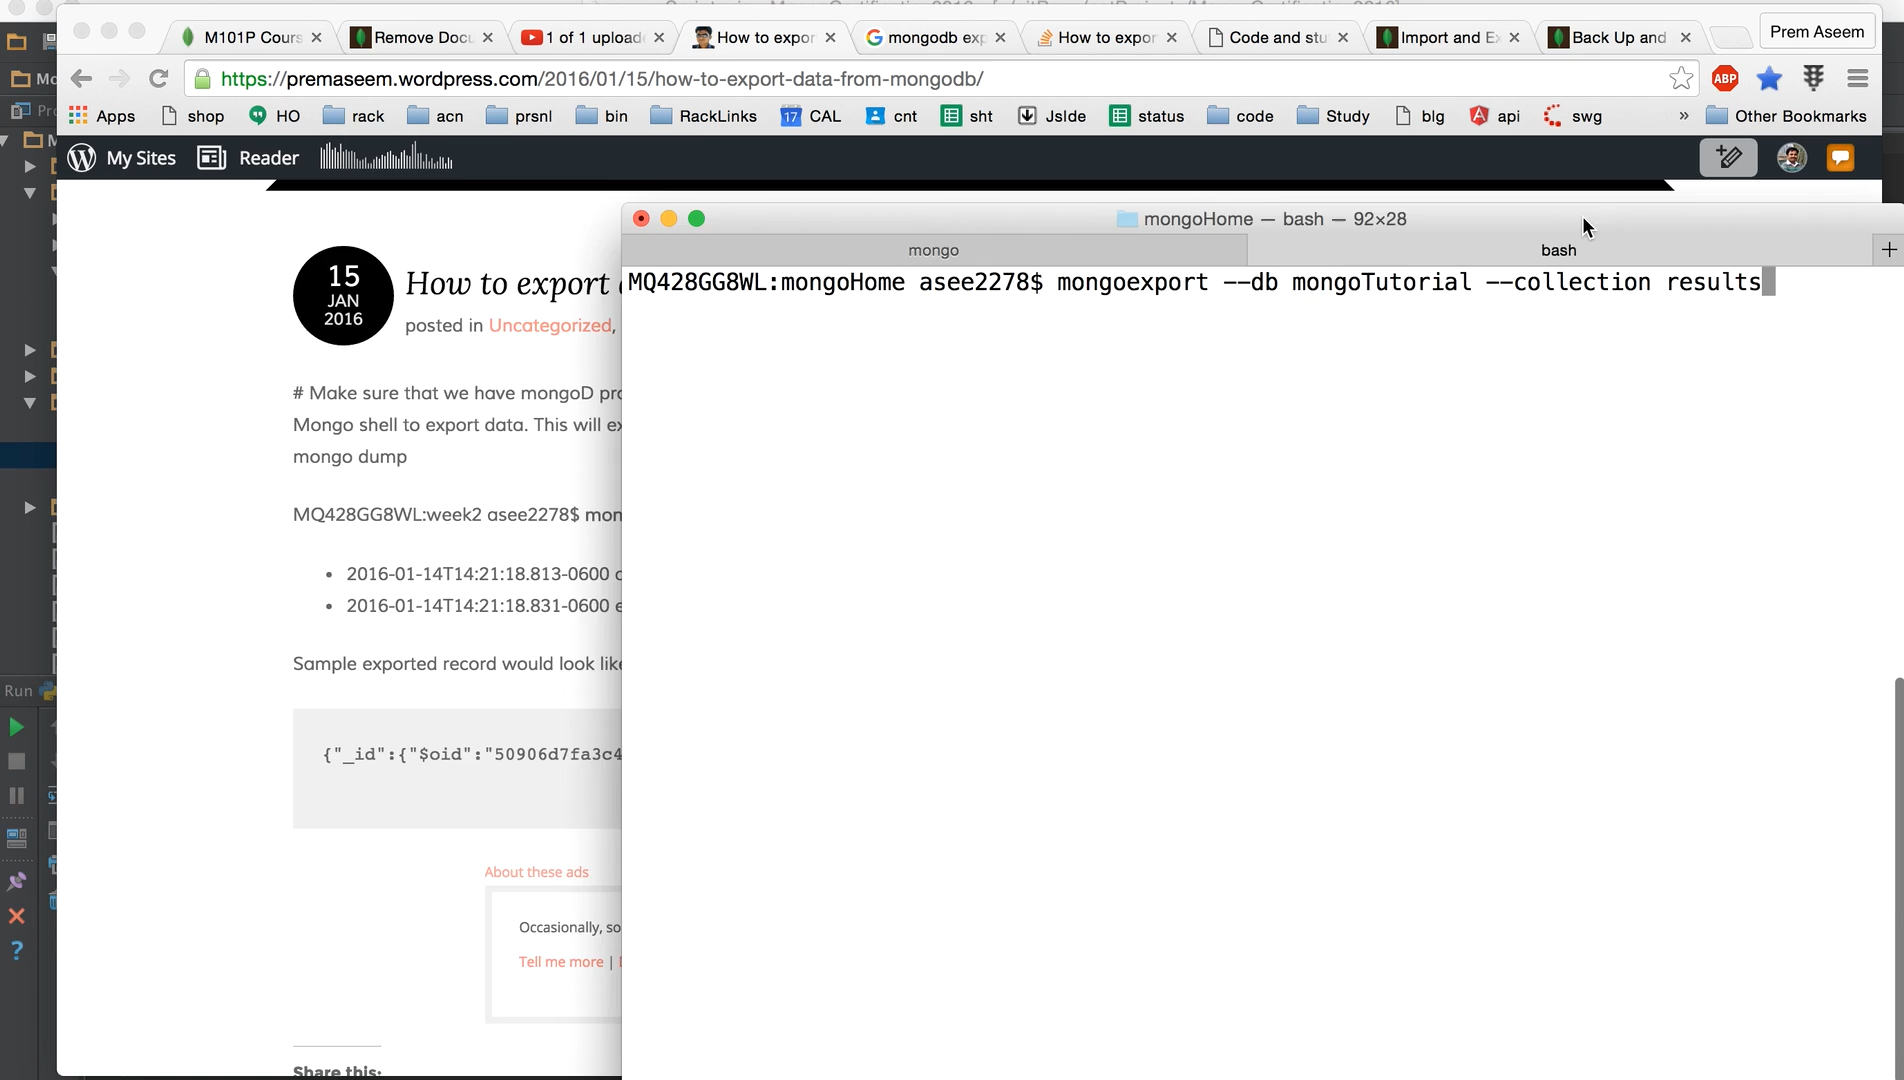 M101P Cours
Remove Docu
1 of 1 upload
How to expor
mongodb exp
How to expor
Code and stu
Import and Ex
Back Up and
Prem Aseem
https://premaseem.wordpress.com/2016/01/15/how-to-export-data-from-mongodb/
ABP
Apps
shop
HO
rack
acn
prsnl
bin
RackLinks
17
CAL
cnt
sht
JsIde
status
code
Study
blg
api
swg
»
Other Bookmarks
My Sites
Reader
mongoHome — bash — 92×28
mongo
bash
+
MQ428GG8WL:mongoHome asee2278$ mongoexport --db mongoTutorial --collection results
15
JAN
2016
How to export
posted in Uncategorized,
# Make sure that we have mongoD pro
Mongo shell to export data. This will ex
mongo dump
MQ428GG8WL:week2 asee2278$ mon
• 2016-01-14T14:21:18.813-0600 c
• 2016-01-14T14:21:18.831-0600 e
Sample exported record would look like
{"_id":{"$oid":"50906d7fa3c4
About these ads
Occasionally, so
Tell me more |
Share this:
Run